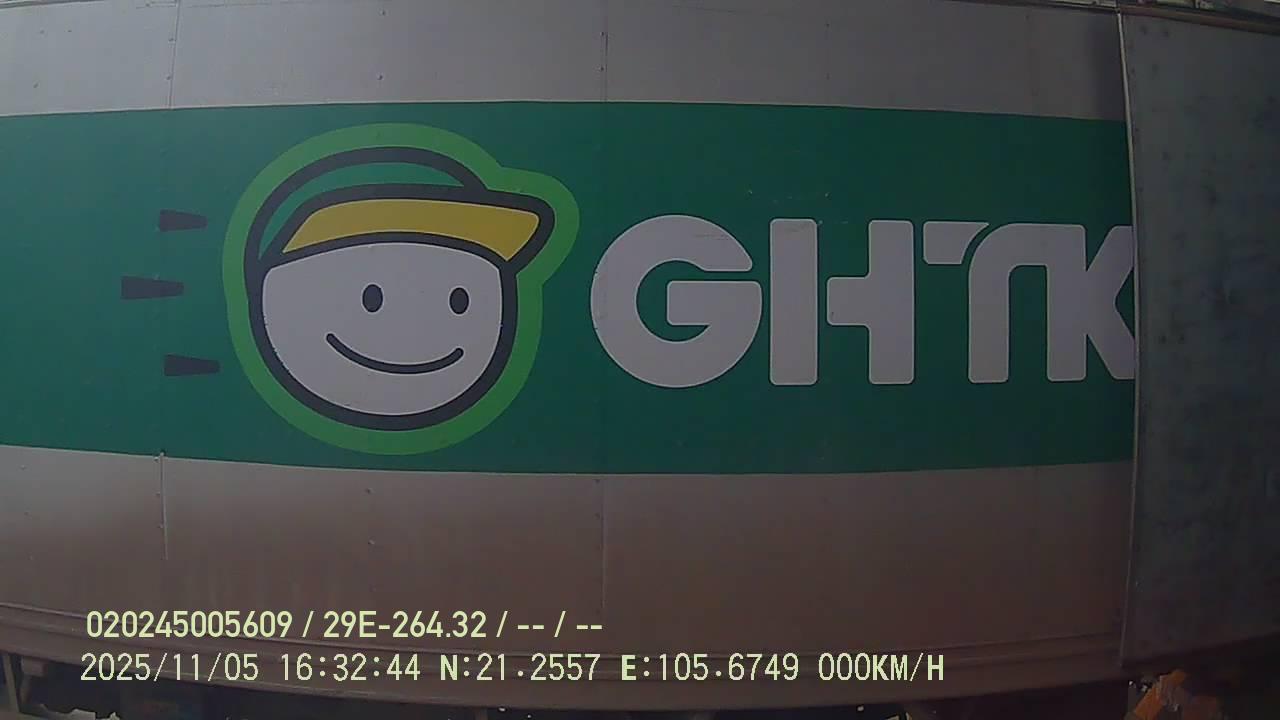 GHTK
020245005609 / 29E-264.32 / -- / --
2025/11/05 16:32:44 N:21.2557 E:105.6749 000KM/H